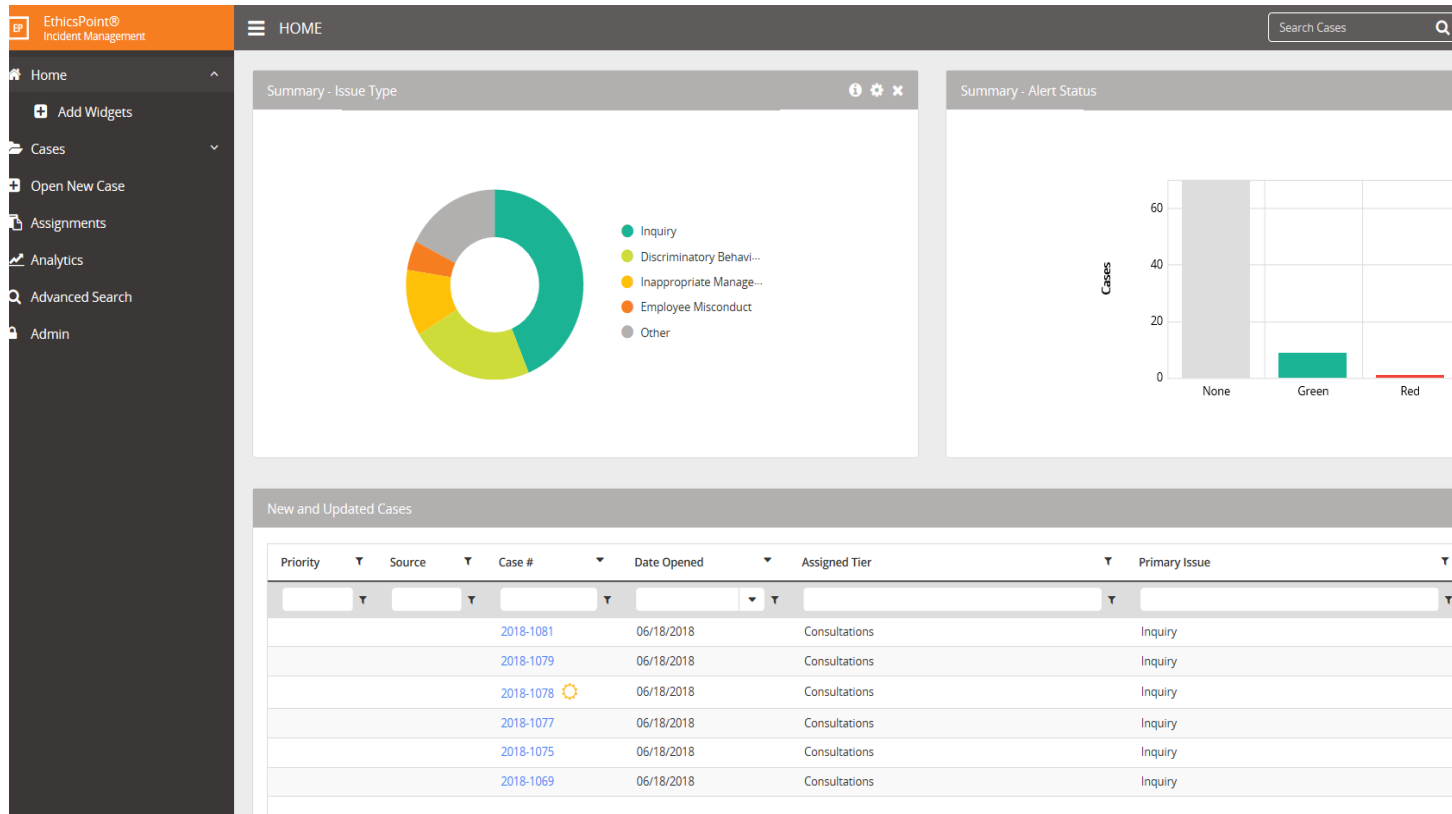 EP
EthicsPoint®
Incident Management
HOME
Search Cases
Home
Add Widgets
Cases
Open New Case
Assignments
Analytics
Advanced Search
Admin
Summary - Issue Type
Inquiry
Discriminatory Behavi...
Inappropriate Manage...
Employee Misconduct
Other
Summary - Alert Status
Cases
60
40
20
0
None Green Red
New and Updated Cases
Priority Source Case # Date Opened Assigned Tier Primary Issue
2018-1081 06/18/2018 Consultations Inquiry
2018-1079 06/18/2018 Consultations Inquiry
2018-1078 06/18/2018 Consultations Inquiry
2018-1077 06/18/2018 Consultations Inquiry
2018-1075 06/18/2018 Consultations Inquiry
2018-1069 06/18/2018 Consultations Inquiry